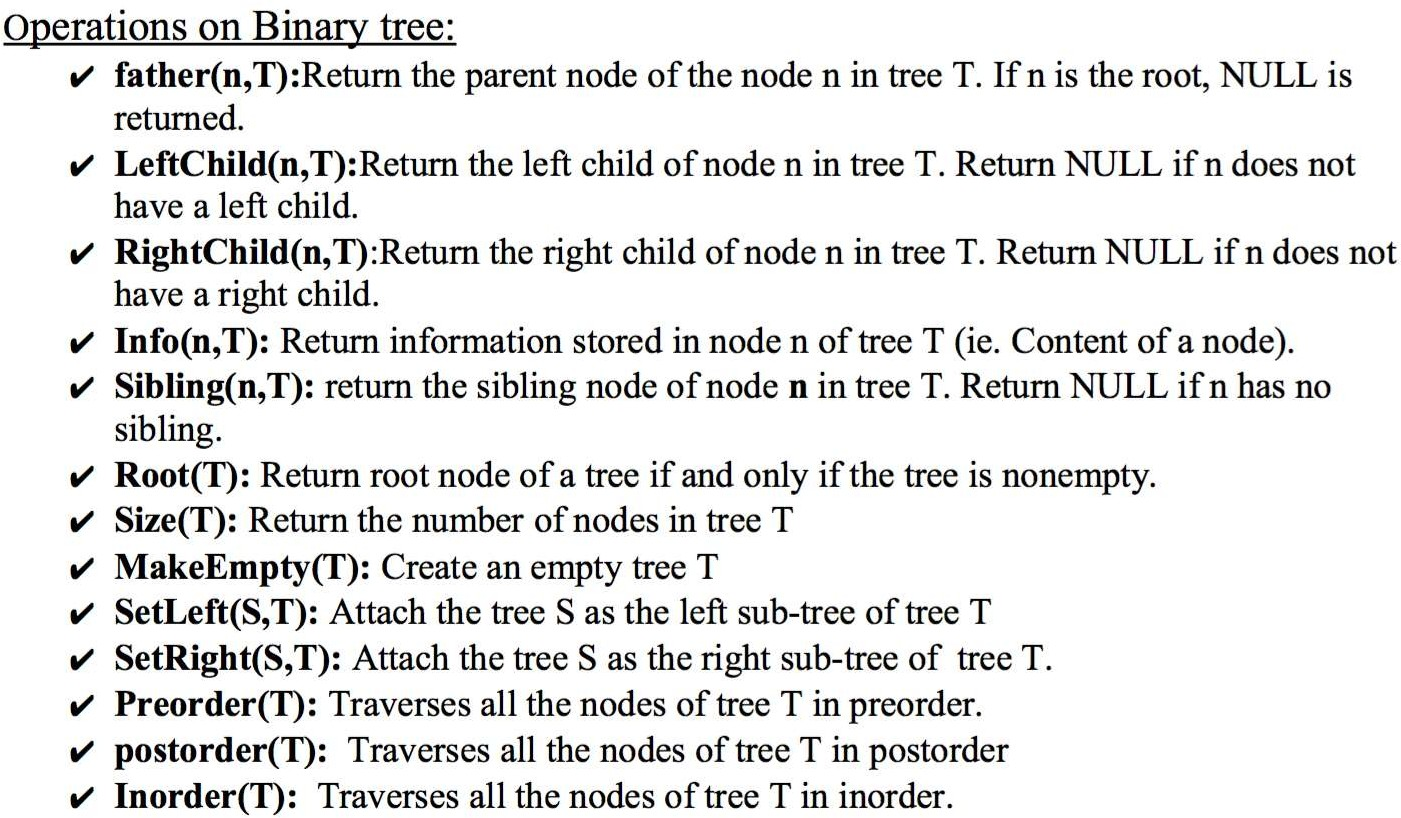 Operations on Binary tree:
✔ father(n,T):Return the parent node of the node n in tree T. If n is the root, NULL is
returned.
✔ LeftChild(n,T):Return the left child of node n in tree T. Return NULL if n does not
have a left child.
✔ RightChild(n,T):Return the right child of node n in tree T. Return NULL if n does not
have a right child.
✔ Info(n,T): Return information stored in node n of tree T (ie. Content of a node).
✔ Sibling(n,T): return the sibling node of node n in tree T. Return NULL if n has no
sibling.
✔ Root(T): Return root node of a tree if and only if the tree is nonempty.
✔ Size(T): Return the number of nodes in tree T
✔ MakeEmpty(T): Create an empty tree T
✔ SetLeft(S,T): Attach the tree S as the left sub-tree of tree T
✔ SetRight(S,T): Attach the tree S as the right sub-tree of tree T.
✔ Preorder(T): Traverses all the nodes of tree T in preorder.
✔ postorder(T): Traverses all the nodes of tree T in postorder
✔ Inorder(T): Traverses all the nodes of tree T in inorder.